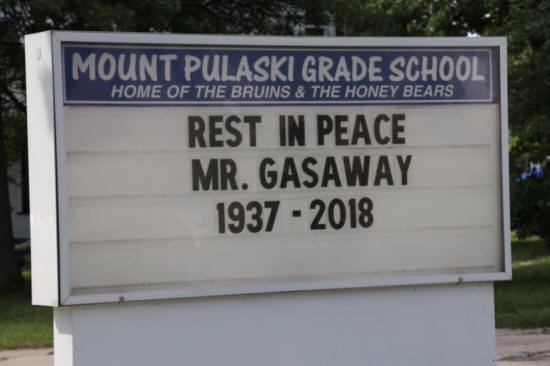 MOUNT PULASKI GRADE SCHOOL
HOME OF THE BRUINS & THE HONEY BEARS
REST IN PEACE
MR. GASAWAY
1937 - 2018